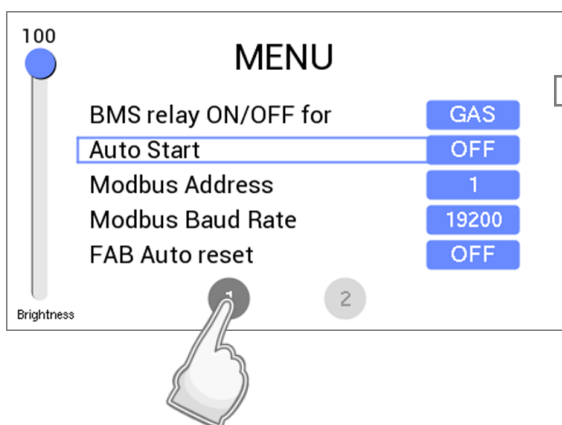 100
MENU
BMS relay ON/OFF for GAS
Auto Start OFF
Modbus Address 1
Modbus Baud Rate 19200
FAB Auto reset OFF
1 2
Brightness